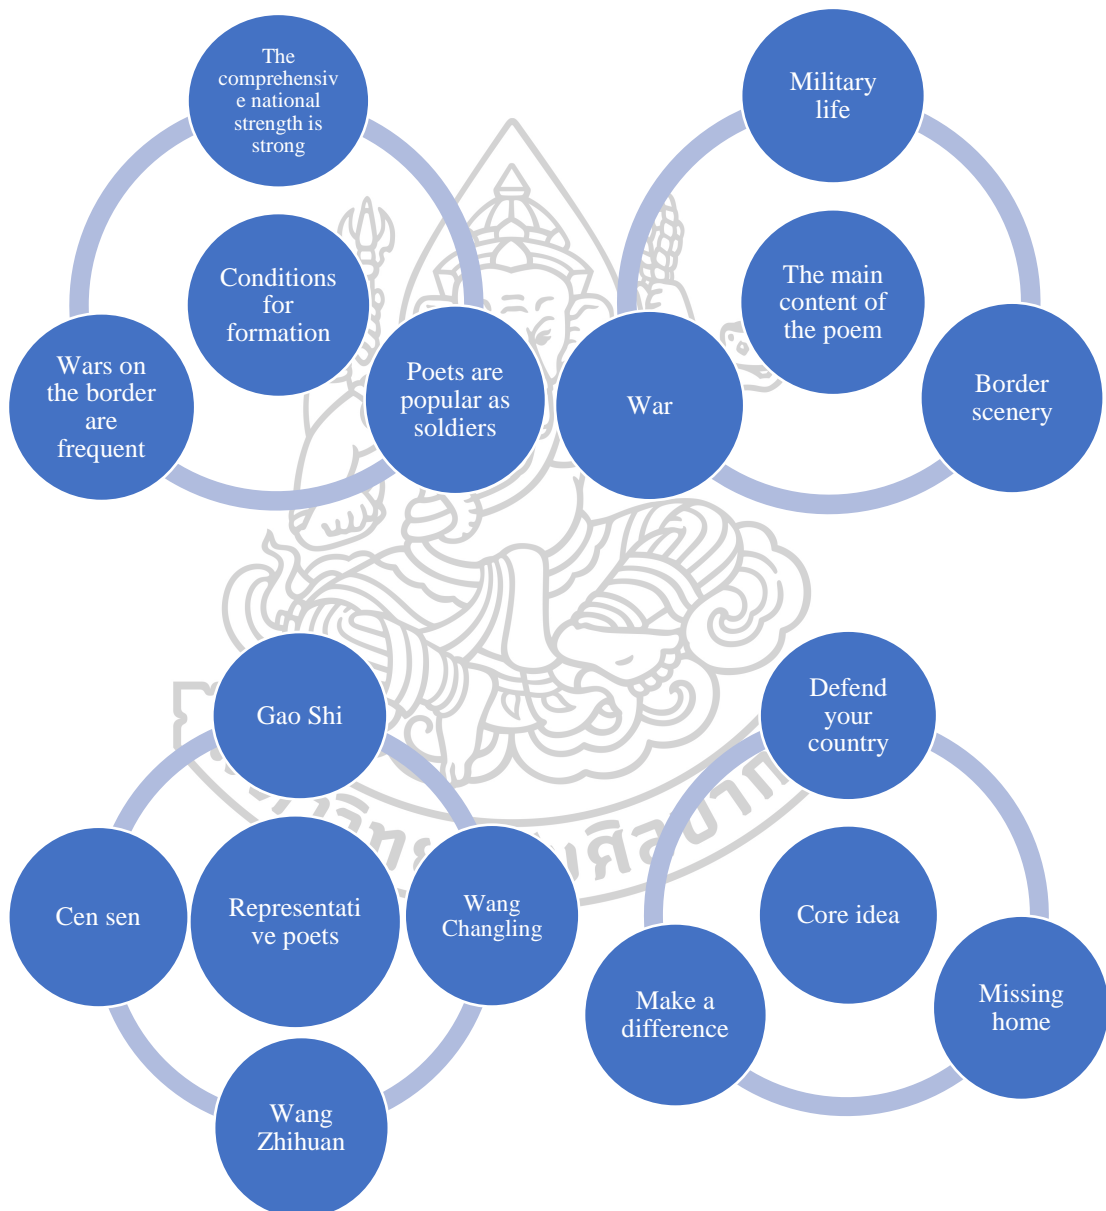 The
comprehensiv
e national
strength is
strong
Conditions
for
formation
Wars on
the border
are
frequent
Poets are
popular as
soldiers
Military
life
The main
content of
the poem
War
Border
scenery
Gao Shi
Cen sen
Representati
ve poets
Wang
Changling
Wang
Zhihuan
Defend
your
country
Core idea
Make a
difference
Missing
home